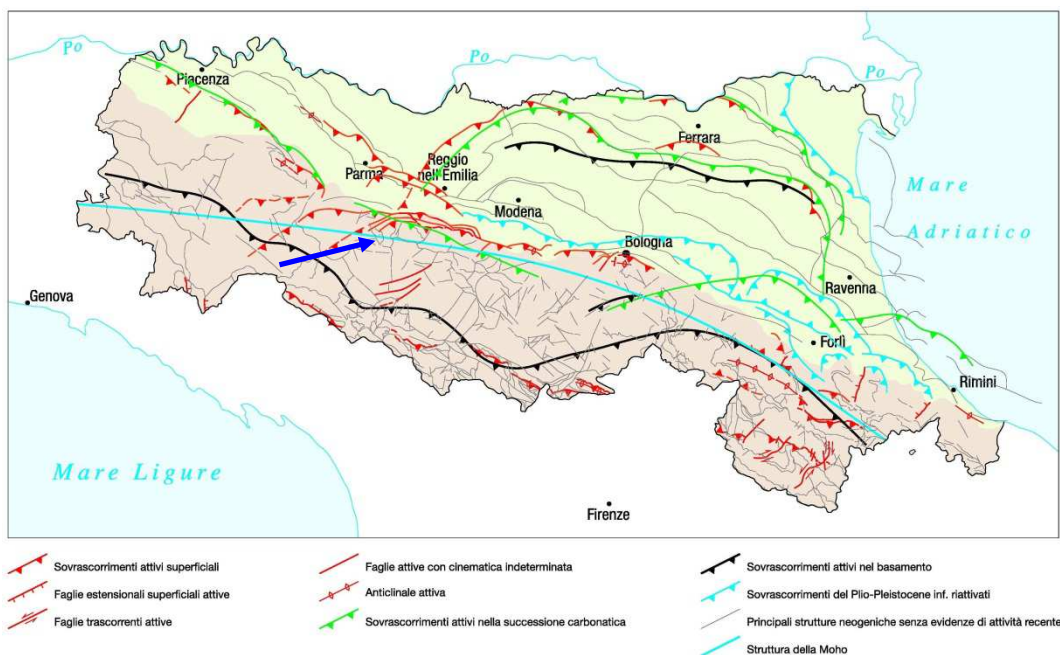 Po
Piacenza
Po
Po
Ferrara
Parma
Reggio
nell'Emilia
Modena
Mare
Adriatico
Bologna
Genova
Ravenna
Forlì
Rimini
Mare Ligure
Firenze
Sovrascorrimenti attivi superficiali
Faglie estensionali superficiali attive
Faglie trascorrenti attive
Faglie attive con cinematica indeterminata
Anticlinale attiva
Sovrascorrimenti attivi nella successione carbonatica
Sovrascorrimenti attivi nel basamento
Sovrascorrimenti del Plio-Pleistocene inf. riattivati
Principali strutture neogeniche senza evidenze di attività recente
Struttura della Moho